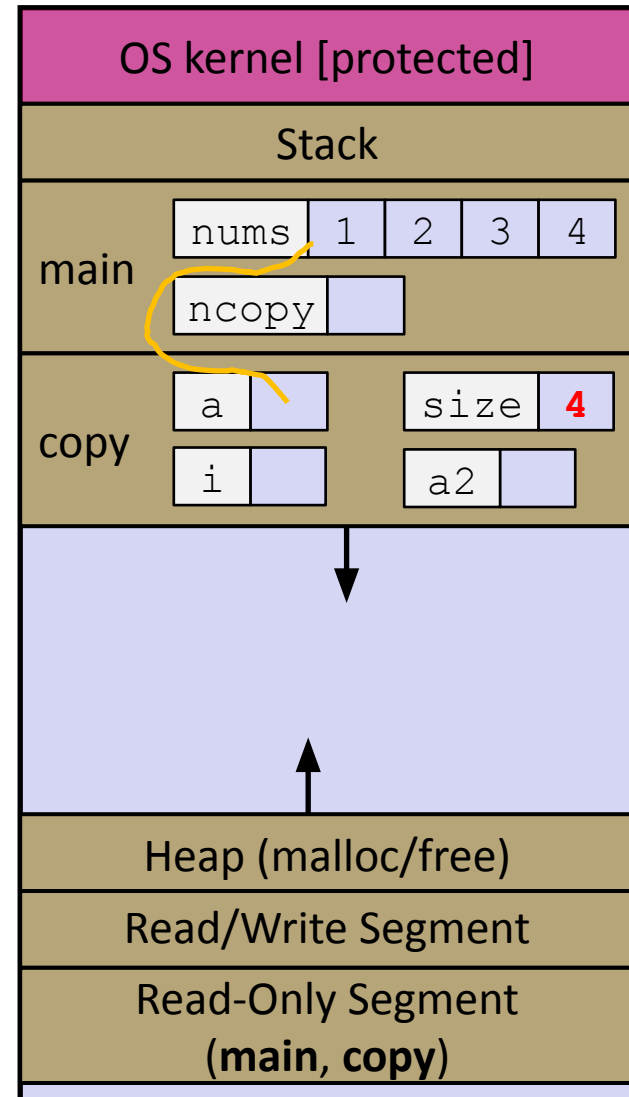 OS kernel [protected]
Stack
main
nums 1 2 3 4
ncopy
copy
a size 4
i a2
Heap (malloc/free)
Read/Write Segment
Read-Only Segment
(main, copy)